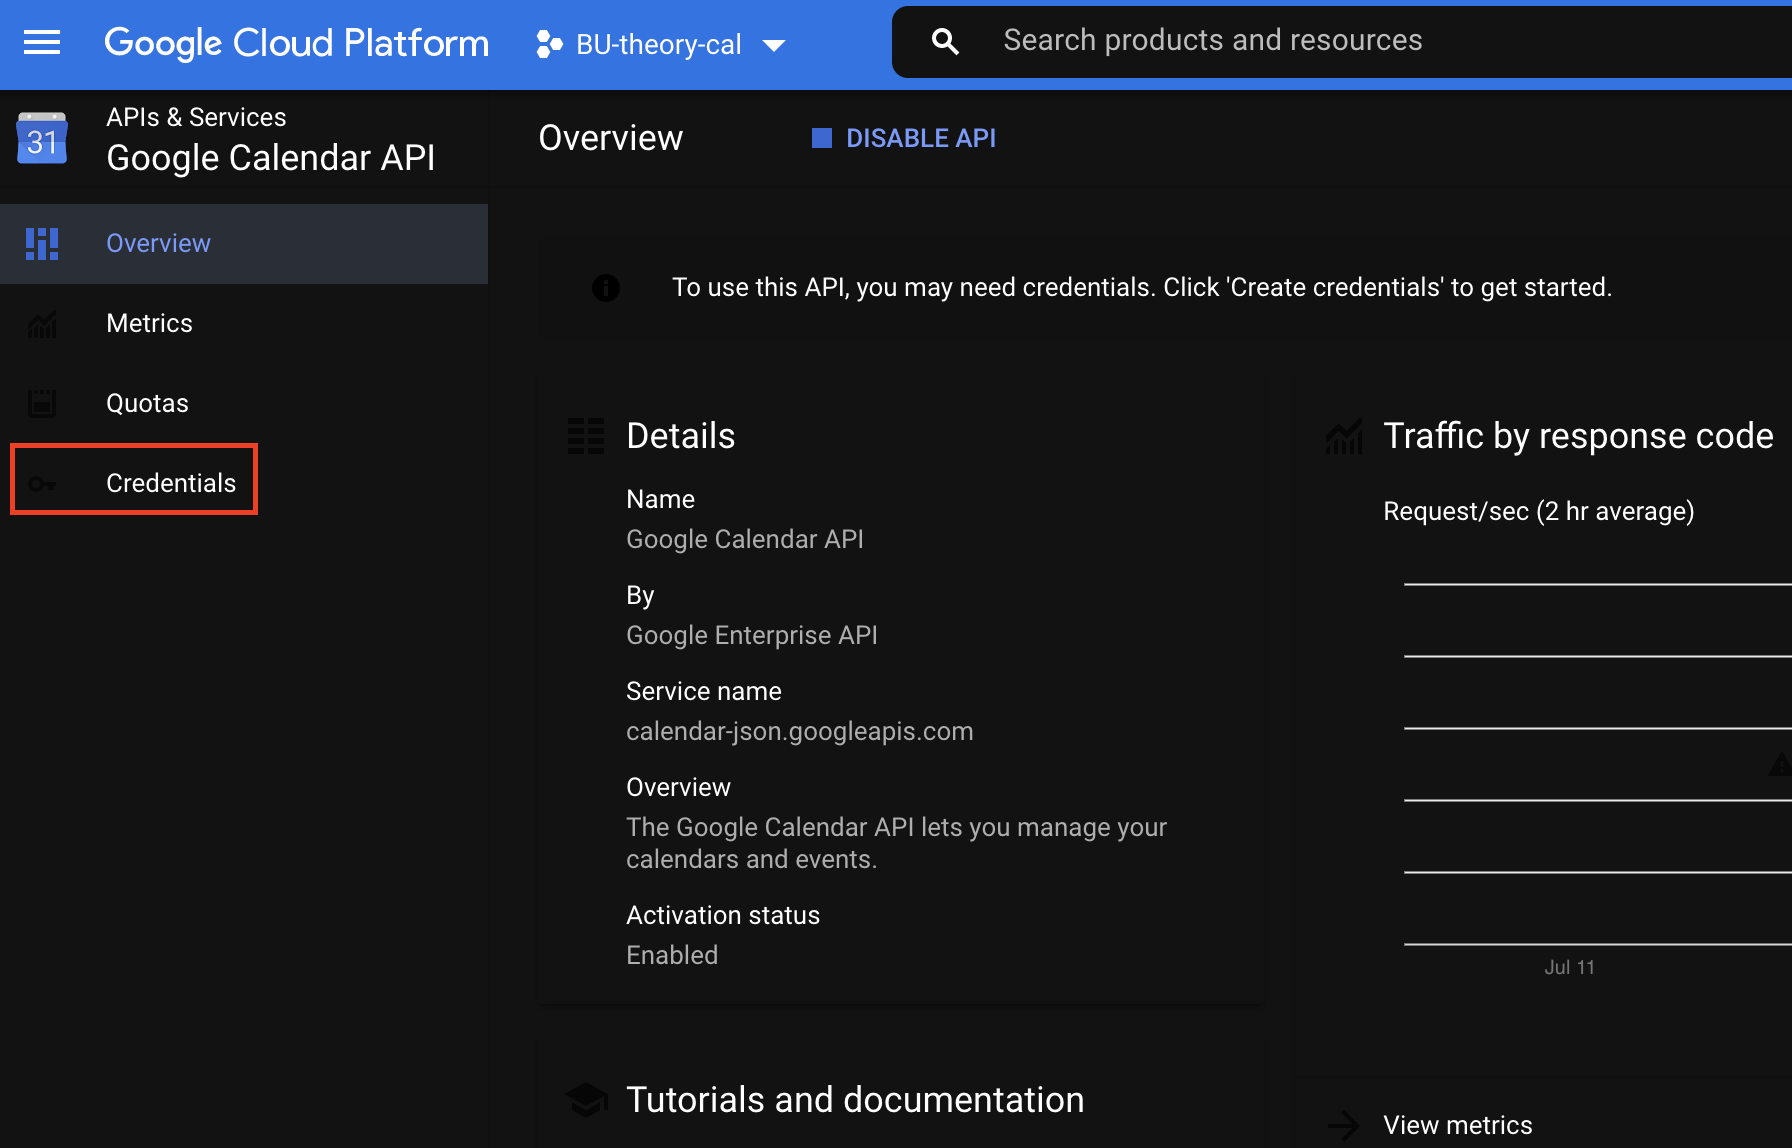 Google Cloud Platform
BU-theory-cal
Search products and resources
31
APIs & Services
Google Calendar API
Overview
Metrics
Quotas
Credentials
Overview
DISABLE API
To use this API, you may need credentials. Click 'Create credentials' to get started.
Details
Name
Google Calendar API
By
Google Enterprise API
Service name
calendar-json.googleapis.com
Overview
The Google Calendar API lets you manage your
calendars and events.
Activation status
Enabled
Traffic by response code
Request/sec (2 hr average)
Jul 11
Tutorials and documentation
View metrics